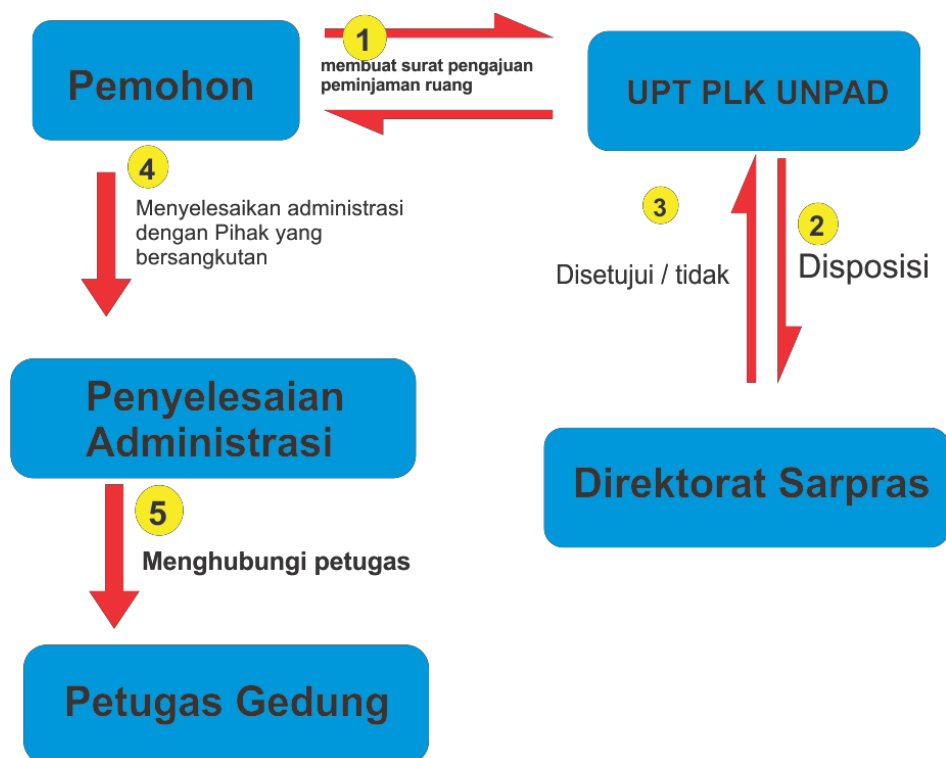 Pemohon
1
membuat surat pengajuan
peminjaman ruang
UPT PLK UNPAD
4
Menyelesaikan administrasi
dengan Pihak yang
bersangkutan
3
Disetujui / tidak
2
Disposisi
Penyelesaian
Administrasi
Direktorat Sarpras
5
Menghubungi petugas
Petugas Gedung